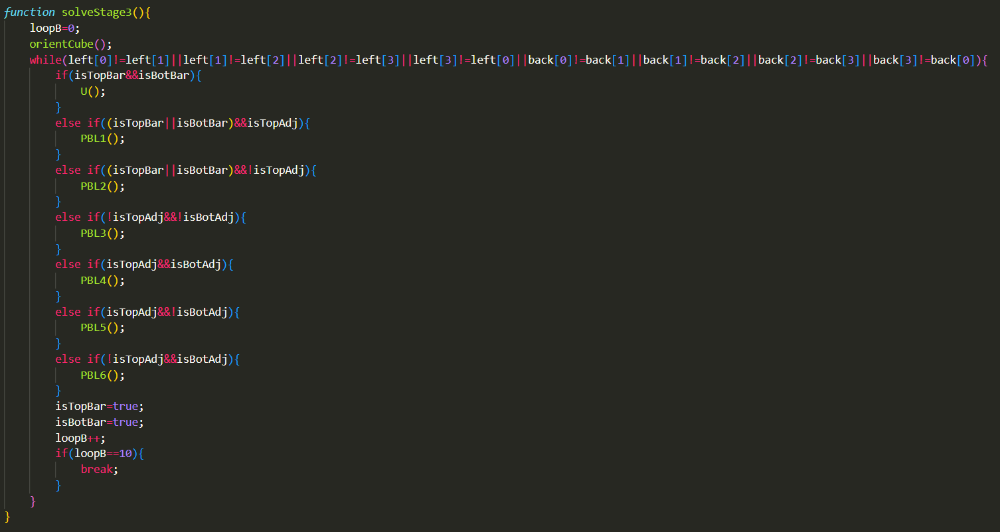 function solveStage3(){
    loopB=0;
    orientCube();
    while(left[0]!=left[1]||left[1]!=left[2]||left[2]!=left[3]||left[3]!=left[0]||back[0]!=back[1]||back[1]!=back[2]||back[2]!=back[3]||back[3]!=back[0]){
        if(isTopBar&&isBotBar){
            U();
        }
        else if((isTopBar||isBotBar)&&isTopAdj){
            PBL1();
        }
        else if((isTopBar||isBotBar)&&!isTopAdj){
            PBL2();
        }
        else if(!isTopAdj&&!isBotAdj){
            PBL3();
        }
        else if(isTopAdj&&isBotAdj){
            PBL4();
        }
        else if(isTopAdj&&!isBotAdj){
            PBL5();
        }
        else if(!isTopAdj&&isBotAdj){
            PBL6();
        }
        isTopBar=true;
        isBotBar=true;
        loopB++;
        if(loopB==10){
            break;
        }
    }
}